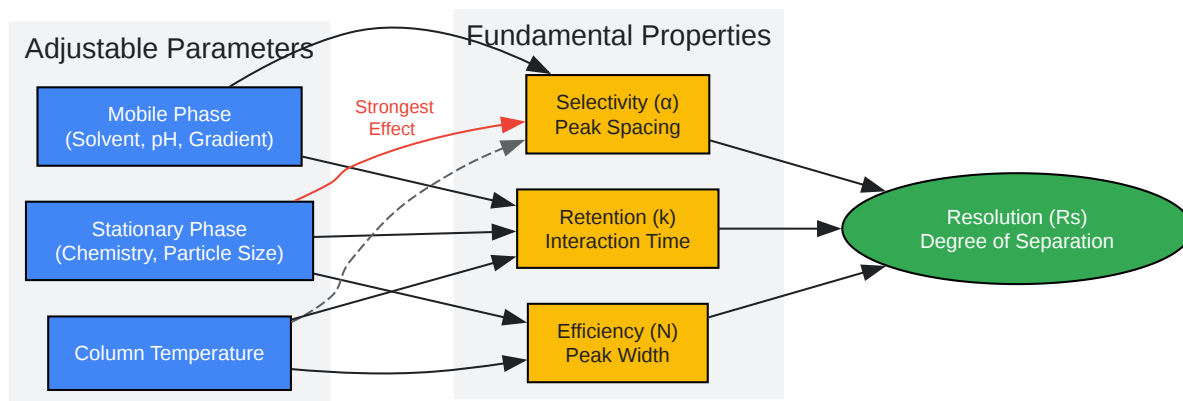 Adjustable Parameters
Fundamental Properties
Mobile Phase
(Solvent, pH, Gradient)
Strongest
Effect
Selectivity (α)
Peak Spacing
Stationary Phase
(Chemistry, Particle Size)
Retention (k)
Interaction Time
Resolution (Rs)
Degree of Separation
Column Temperature
Efficiency (N)
Peak Width